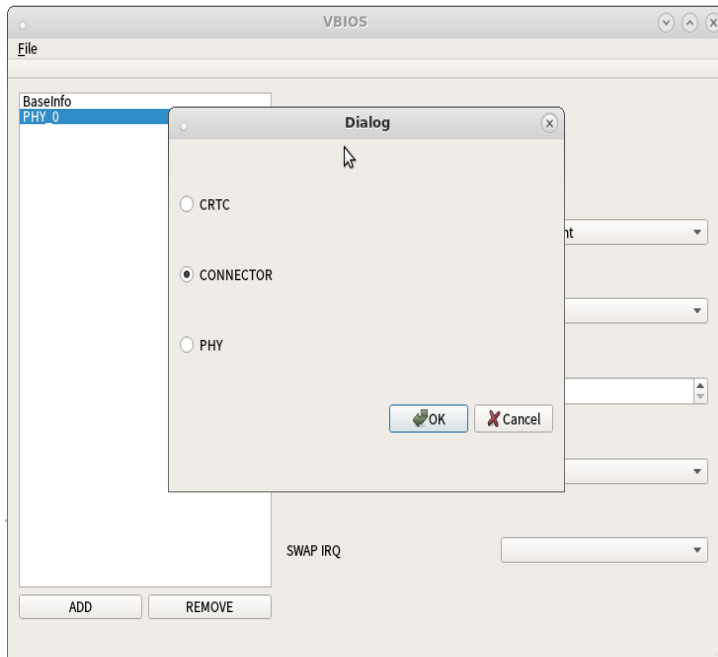 VBIOS
File
BaseInfo
PHY_0
Dialog
CRTC
CONNECTOR
PHY
OK
Cancel
SWAP IRQ
ADD
REMOVE